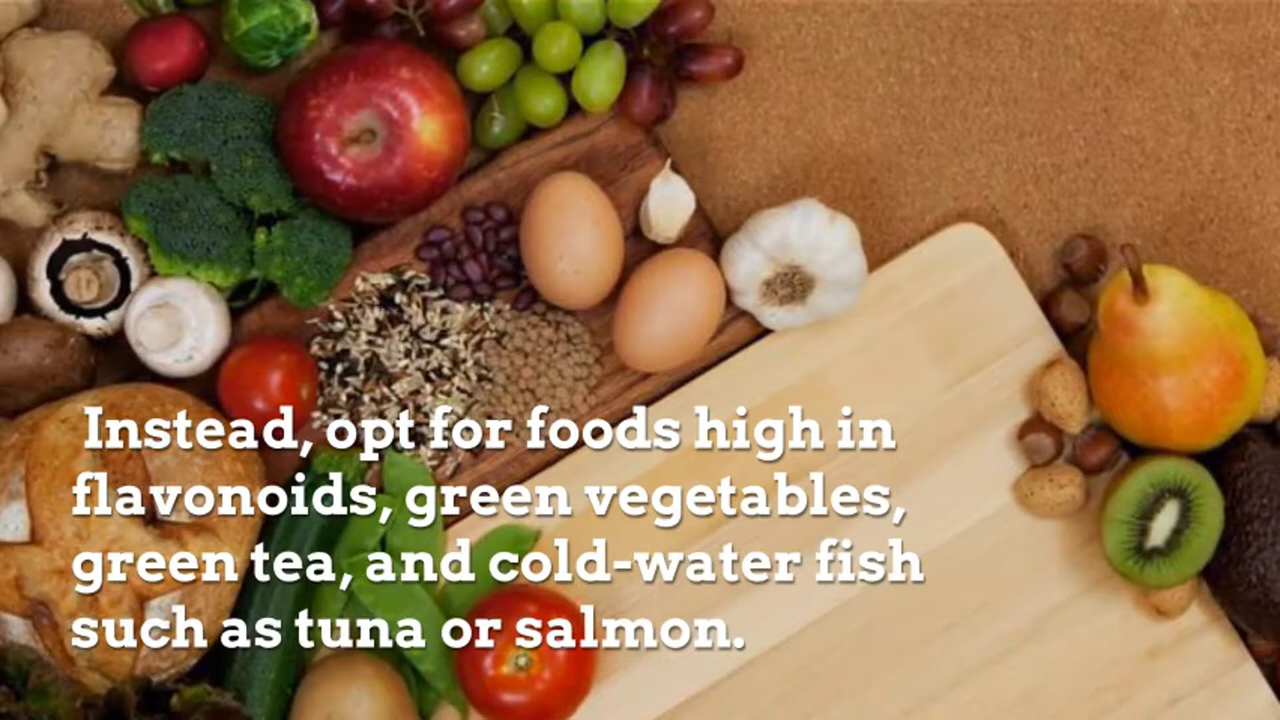 Instead, opt for foods high in
flavonoids, green vegetables,
green tea, and cold-water fish
such as tuna or salmon.